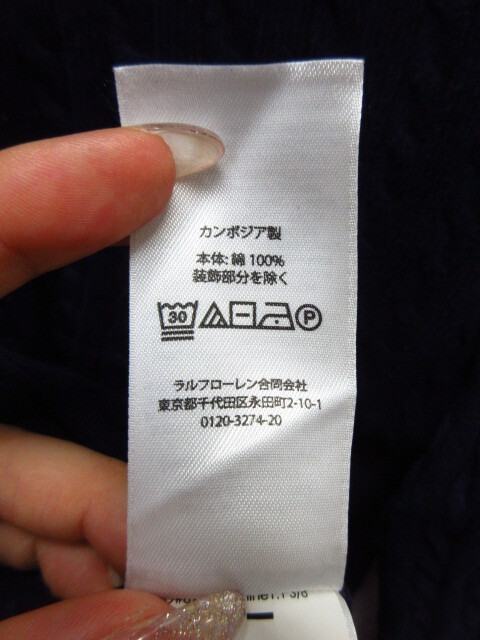 カンボジア製
本体: 綿 100%
装飾部分を除く
30 P
ラルフローレン合同会社
東京都千代田区永田町2-10-1
0120-3274-20